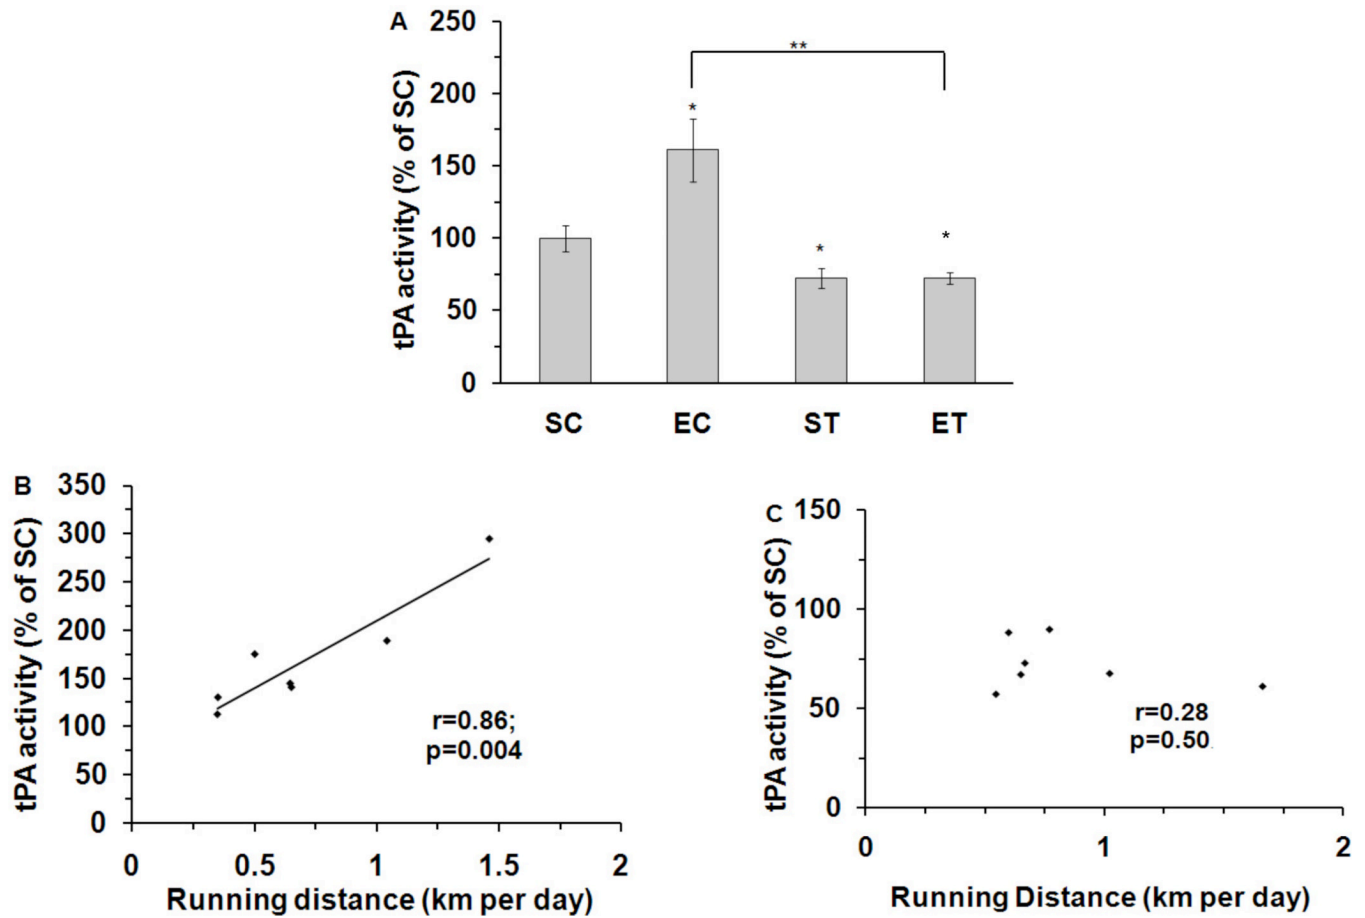 A
250
200
150
100
50
0
tPA activity (% of SC)
**
*
*
*
SC EC ST ET
B
350
300
250
200
150
100
50
0
tPA activity (% of SC)
r=0.86;
p=0.004
0 0.5 1 1.5 2
Running distance (km per day)
C
150
100
50
0
tPA activity (% of SC)
r=0.28
p=0.50
0 1 2
Running Distance (km per day)